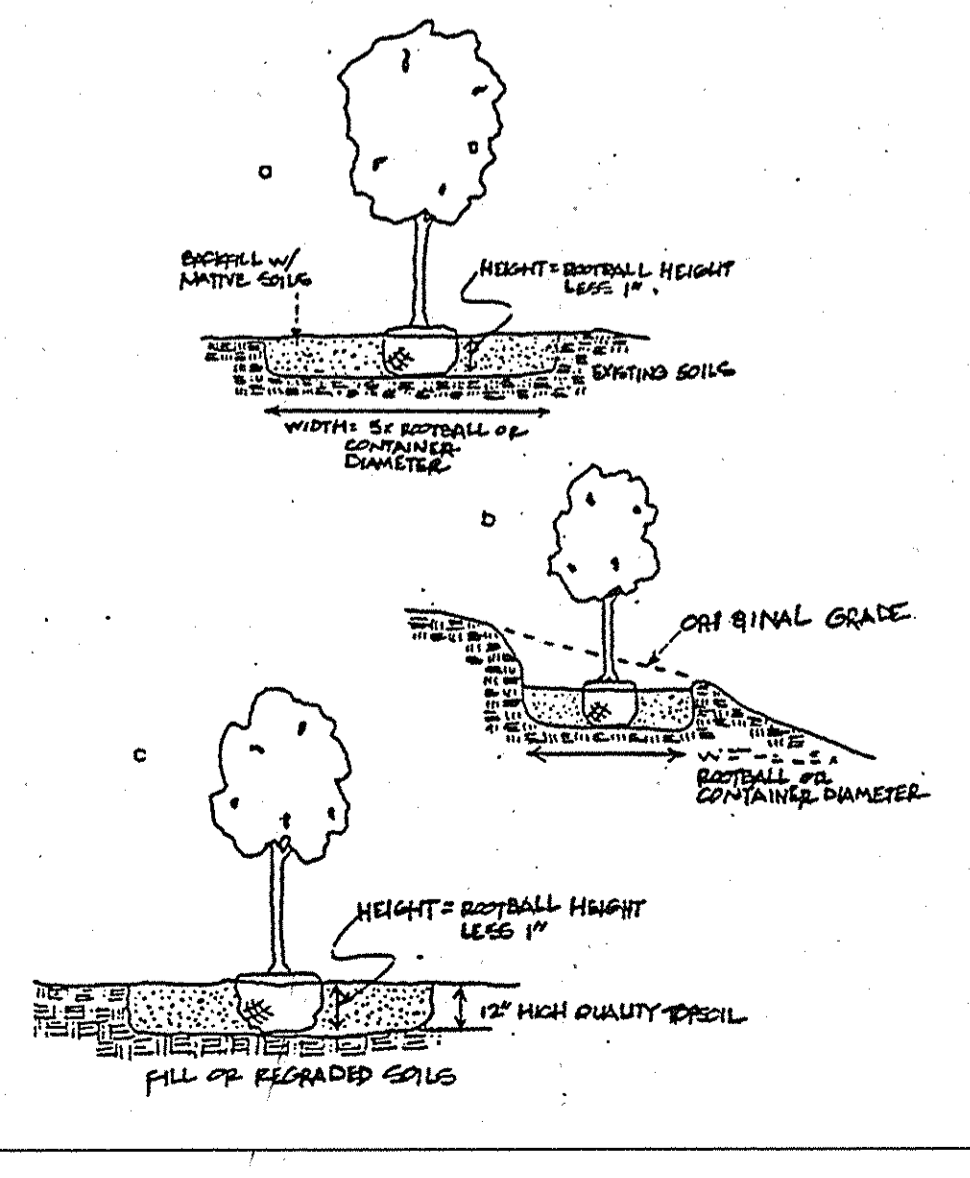 a
BACKFILL W/
NATIVE SOILS
HEIGHT = ROOTBALL HEIGHT
LESS 1".
EXISTING SOILS
WIDTH = 5x ROOTBALL OR
CONTAINER
DIAMETER
b
ORIGINAL GRADE
ROOTBALL OR
CONTAINER DIAMETER
c
HEIGHT = ROOTBALL HEIGHT
LESS 1"
12" HIGH QUALITY TOPSOIL
FILL OR REGRADED SOILS